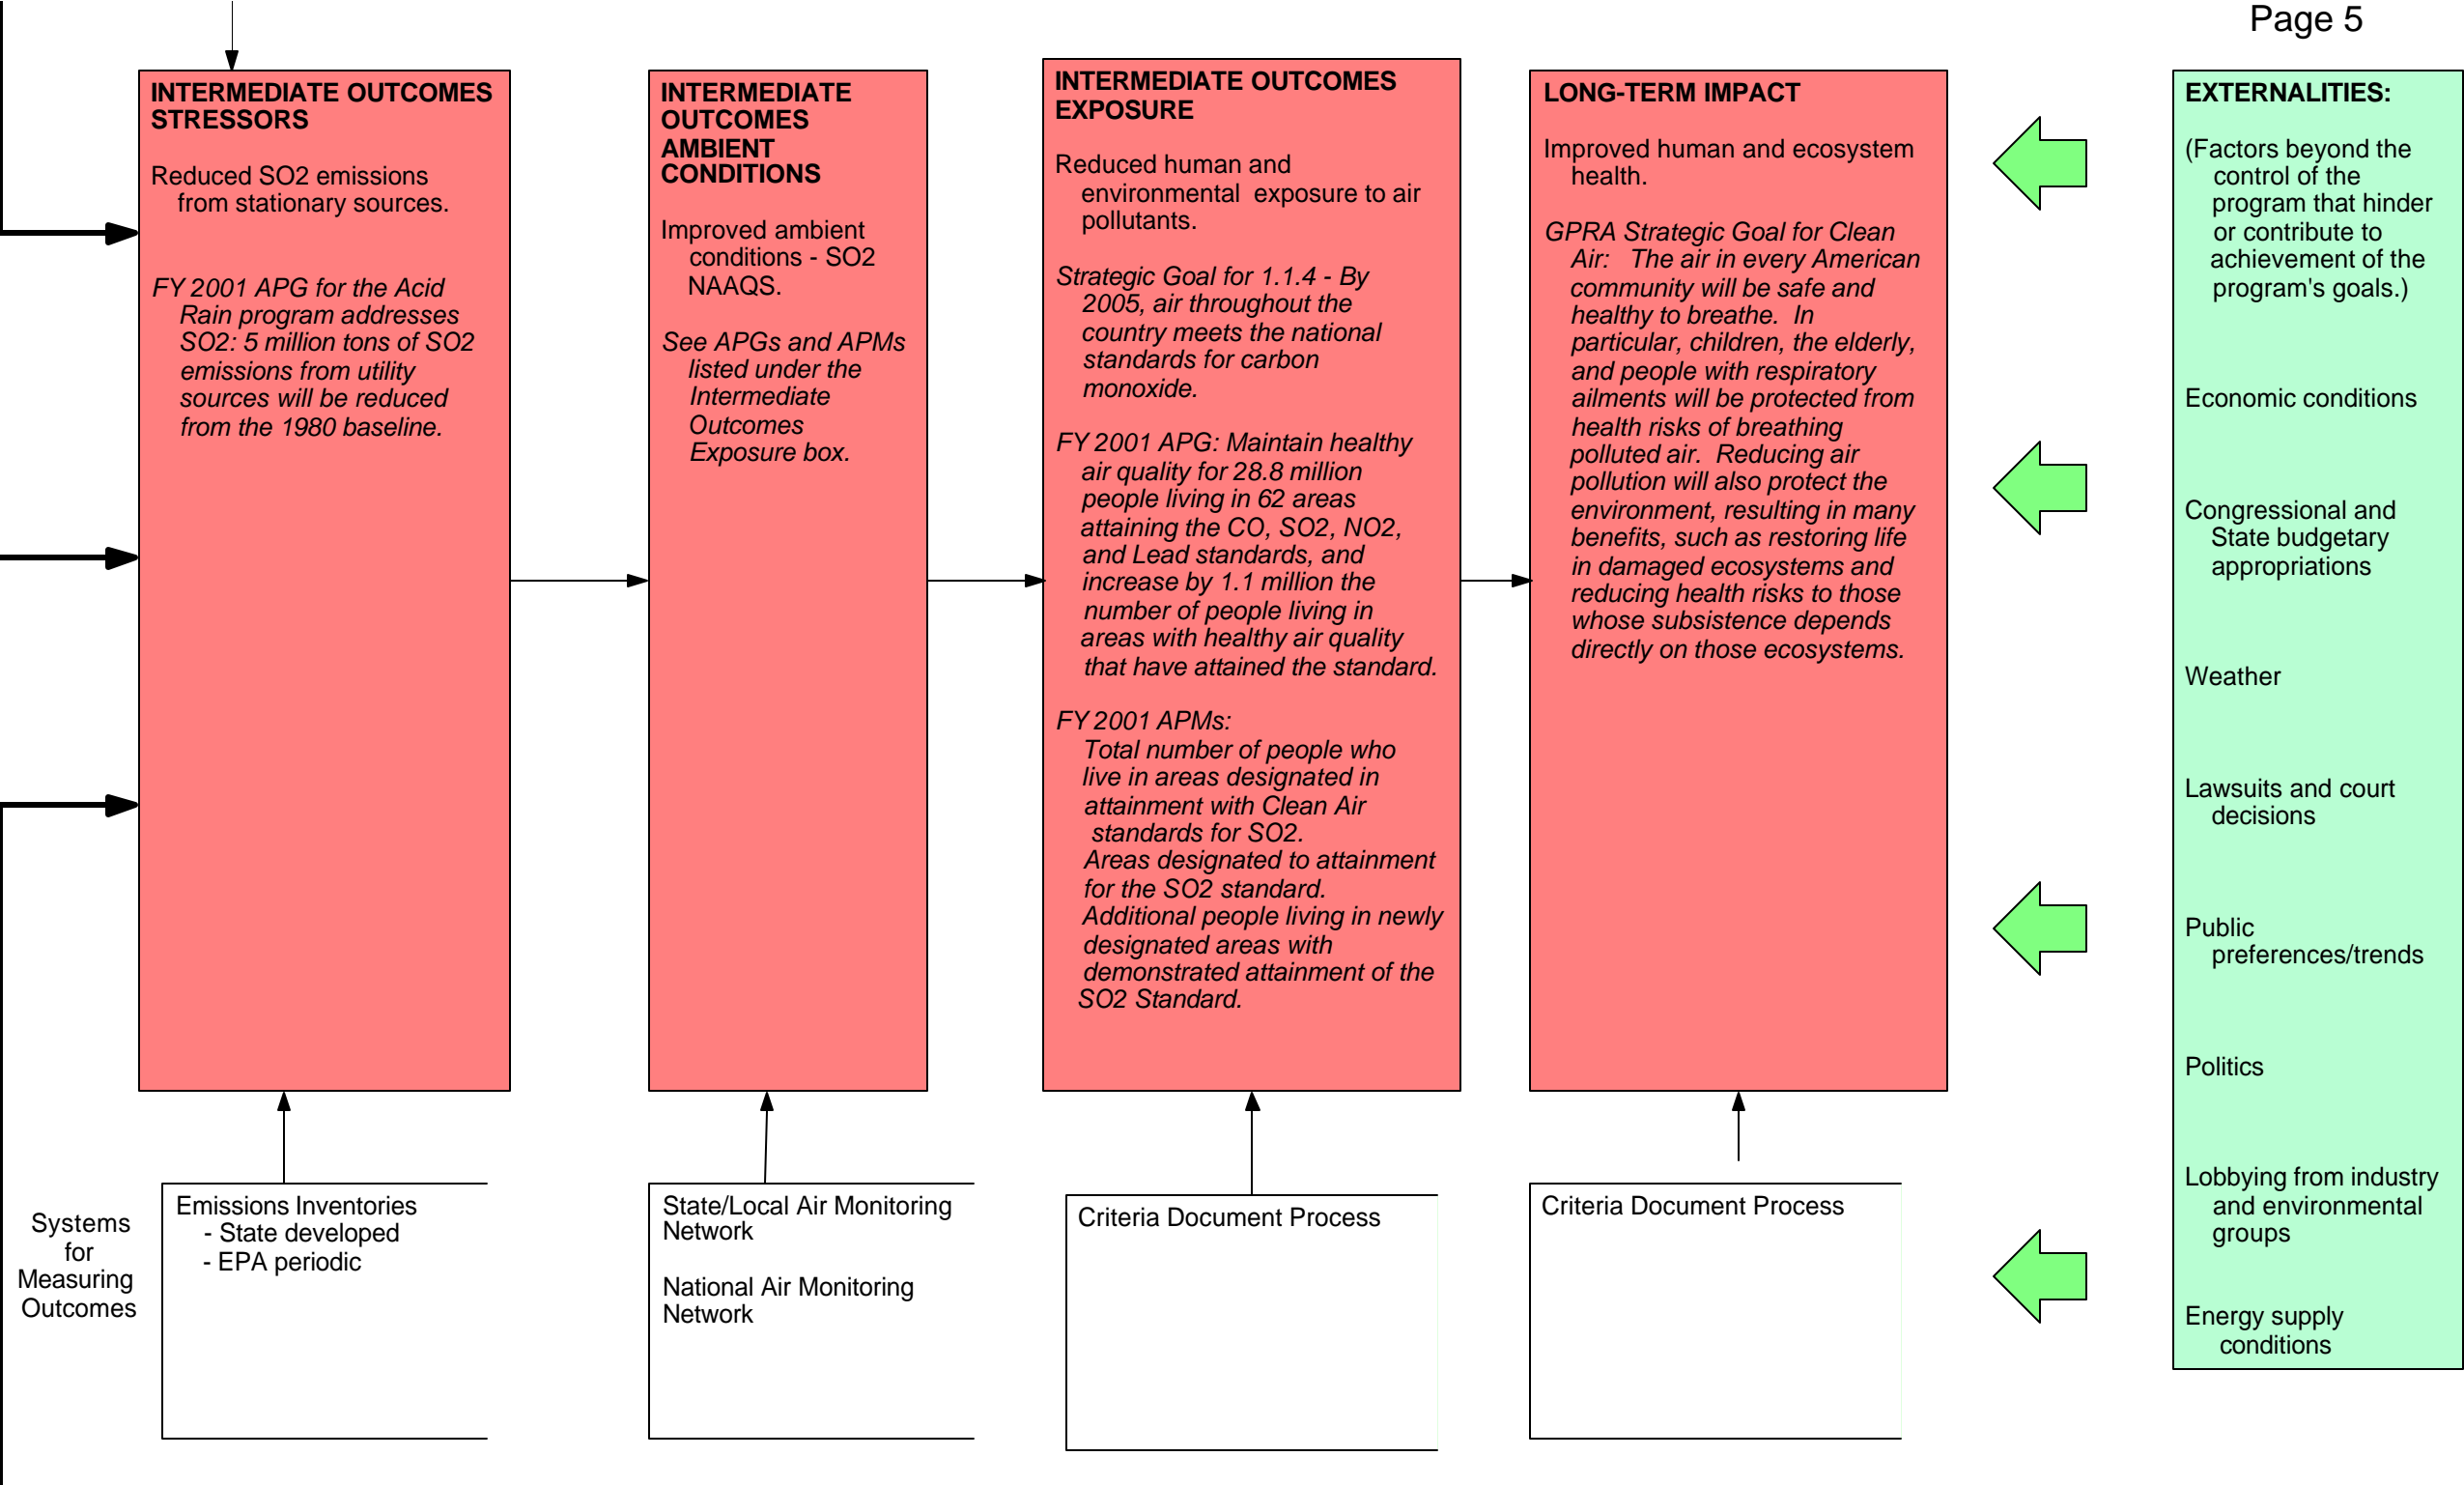 Page 5
INTERMEDIATE OUTCOMES
STRESSORS
Reduced SO2 emissions
from stationary sources.
FY 2001 APG for the Acid
Rain program addresses
SO2: 5 million tons of SO2
emissions from utility
sources will be reduced
from the 1980 baseline.
INTERMEDIATE
OUTCOMES
AMBIENT
CONDITIONS
Improved ambient
conditions - SO2
NAAQS.
See APGs and APMs
listed under the
Intermediate
Outcomes
Exposure box.
INTERMEDIATE OUTCOMES
EXPOSURE
Reduced human and
environmental exposure to air
pollutants.
Strategic Goal for 1.1.4 - By
2005, air throughout the
country meets the national
standards for carbon
monoxide.
FY 2001 APG: Maintain healthy
air quality for 28.8 million
people living in 62 areas
attaining the CO, SO2, NO2,
and Lead standards, and
increase by 1.1 million the
number of people living in
areas with healthy air quality
that have attained the standard.
FY 2001 APMs:
Total number of people who
live in areas designated in
attainment with Clean Air
standards for SO2.
Areas designated to attainment
for the SO2 standard.
Additional people living in newly
designated areas with
demonstrated attainment of the
SO2 Standard.
LONG-TERM IMPACT
Improved human and ecosystem
health.
GPRA Strategic Goal for Clean
Air: The air in every American
community will be safe and
healthy to breathe. In
particular, children, the elderly,
and people with respiratory
ailments will be protected from
health risks of breathing
polluted air. Reducing air
pollution will also protect the
environment, resulting in many
benefits, such as restoring life
in damaged ecosystems and
reducing health risks to those
whose subsistence depends
directly on those ecosystems.
EXTERNALITIES:
(Factors beyond the
control of the
program that hinder
or contribute to
achievement of the
program's goals.)
Economic conditions
Congressional and
State budgetary
appropriations
Weather
Lawsuits and court
decisions
Public
preferences/trends
Politics
Lobbying from industry
and environmental
groups
Energy supply
conditions
Systems
for
Measuring
Outcomes
Emissions Inventories
- State developed
- EPA periodic
State/Local Air Monitoring
Network
National Air Monitoring
Network
Criteria Document Process
Criteria Document Process